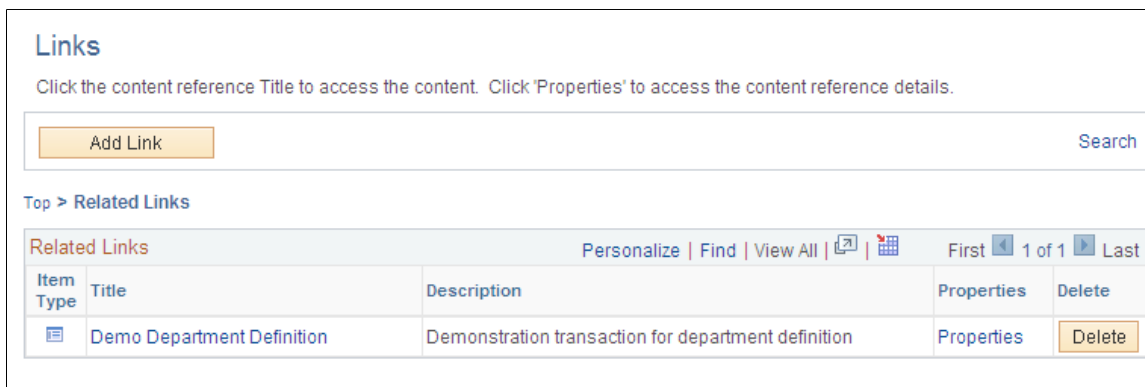 Links
Click the content reference Title to access the content. Click 'Properties' to access the content reference details.
Add Link
Search
Top > Related Links
Related Links Personalize | Find | View All | | First 1 of 1 Last
Item Type Title Description Properties Delete
Demo Department Definition Demonstration transaction for department definition Properties Delete